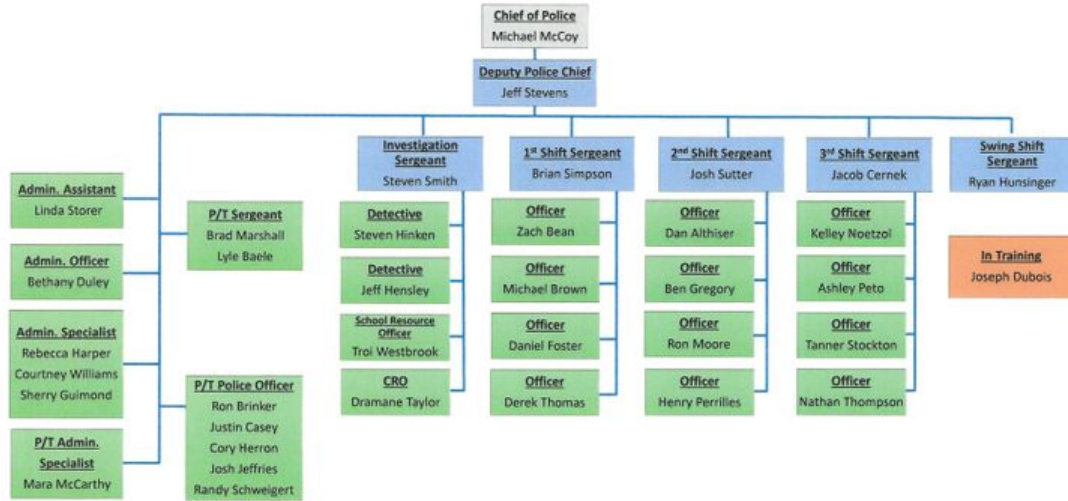 Chief of Police
Michael McCoy
Deputy Police Chief
Jeff Stevens
Investigation
Sergeant
Steven Smith
1st Shift Sergeant
Brian Simpson
2nd Shift Sergeant
Josh Sutter
3rd Shift Sergeant
Jacob Cernek
Swing Shift
Sergeant
Ryan Hunsinger
Admin. Assistant
Linda Storer
Admin. Officer
Bethany Duley
Admin. Specialist
Rebecca Harper
Courtney Williams
Sherry Guimond
P/T Admin.
Specialist
Mara McCarthy
P/T Sergeant
Brad Marshall
Lyle Baele
P/T Police Officer
Ron Brinker
Justin Casey
Cory Herron
Josh Jeffries
Randy Schweigert
Detective
Steven Hinken
Detective
Jeff Hensley
School Resource
Officer
Troi Westbrook
CRO
Dramane Taylor
Officer
Zach Bean
Officer
Michael Brown
Officer
Daniel Foster
Officer
Derek Thomas
Officer
Dan Althiser
Officer
Ben Gregory
Officer
Ron Moore
Officer
Henry Perrilles
Officer
Kelley Noetzol
Officer
Ashley Peto
Officer
Tanner Stockton
Officer
Nathan Thompson
In Training
Joseph Dubois